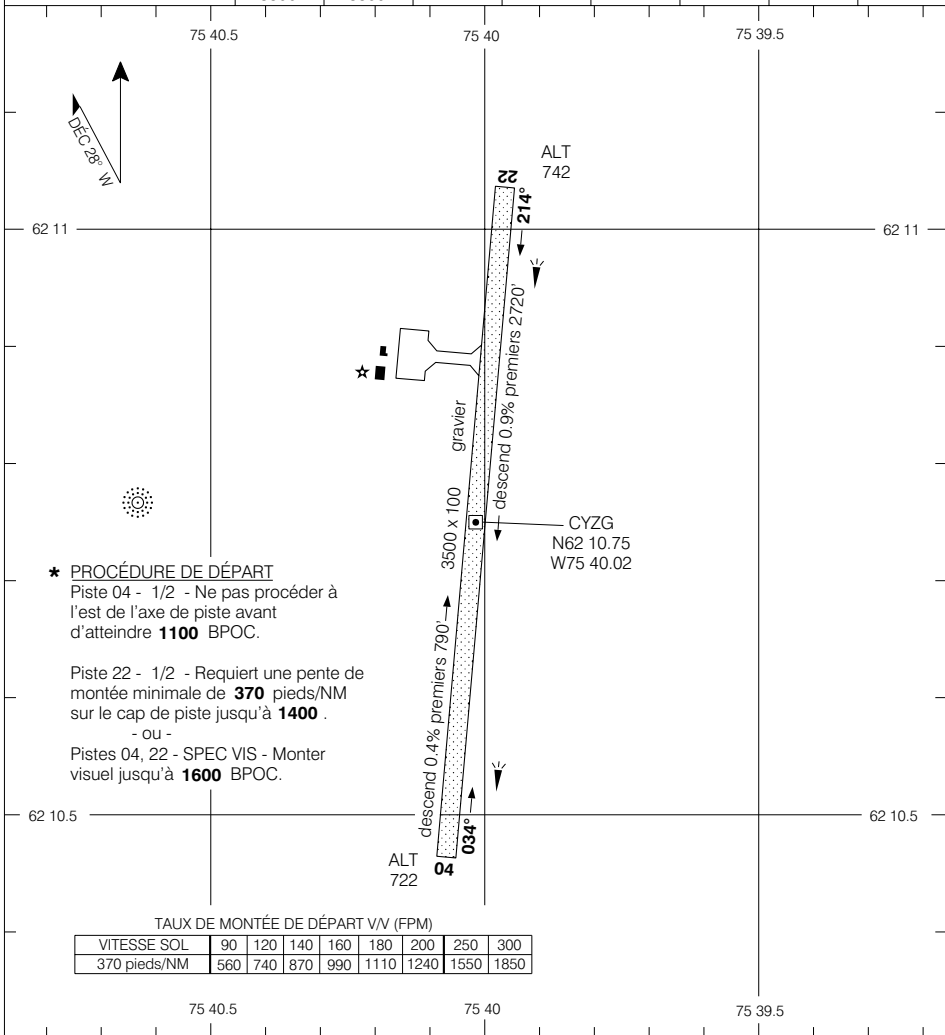 75 40.5 75 40 75 39.5
DÉC 28° W
ALT
742
22
214°
62 11 62 11
descend 0.9% premiers 2720'
gravier
3500 x 100
CYZG
N62 10.75
W75 40.02
* PROCÉDURE DE DÉPART
Piste 04 - 1/2 - Ne pas procéder à
l'est de l'axe de piste avant
d'atteindre 1100 BPOC.
Piste 22 - 1/2 - Requiert une pente de
montée minimale de 370 pieds/NM
sur le cap de piste jusqu'à 1400 .
- ou -
Pistes 04, 22 - SPEC VIS - Monter
visuel jusqu'à 1600 BPOC.
descend 0.4% premiers 790'
62 10.5 62 10.5
034°
04
ALT
722
TAUX DE MONTÉE DE DÉPART V/V (FPM)
VITESSE SOL 90 120 140 160 180 200 250 300
370 pieds/NM 560 740 870 990 1110 1240 1550 1850
75 40.5 75 40 75 39.5